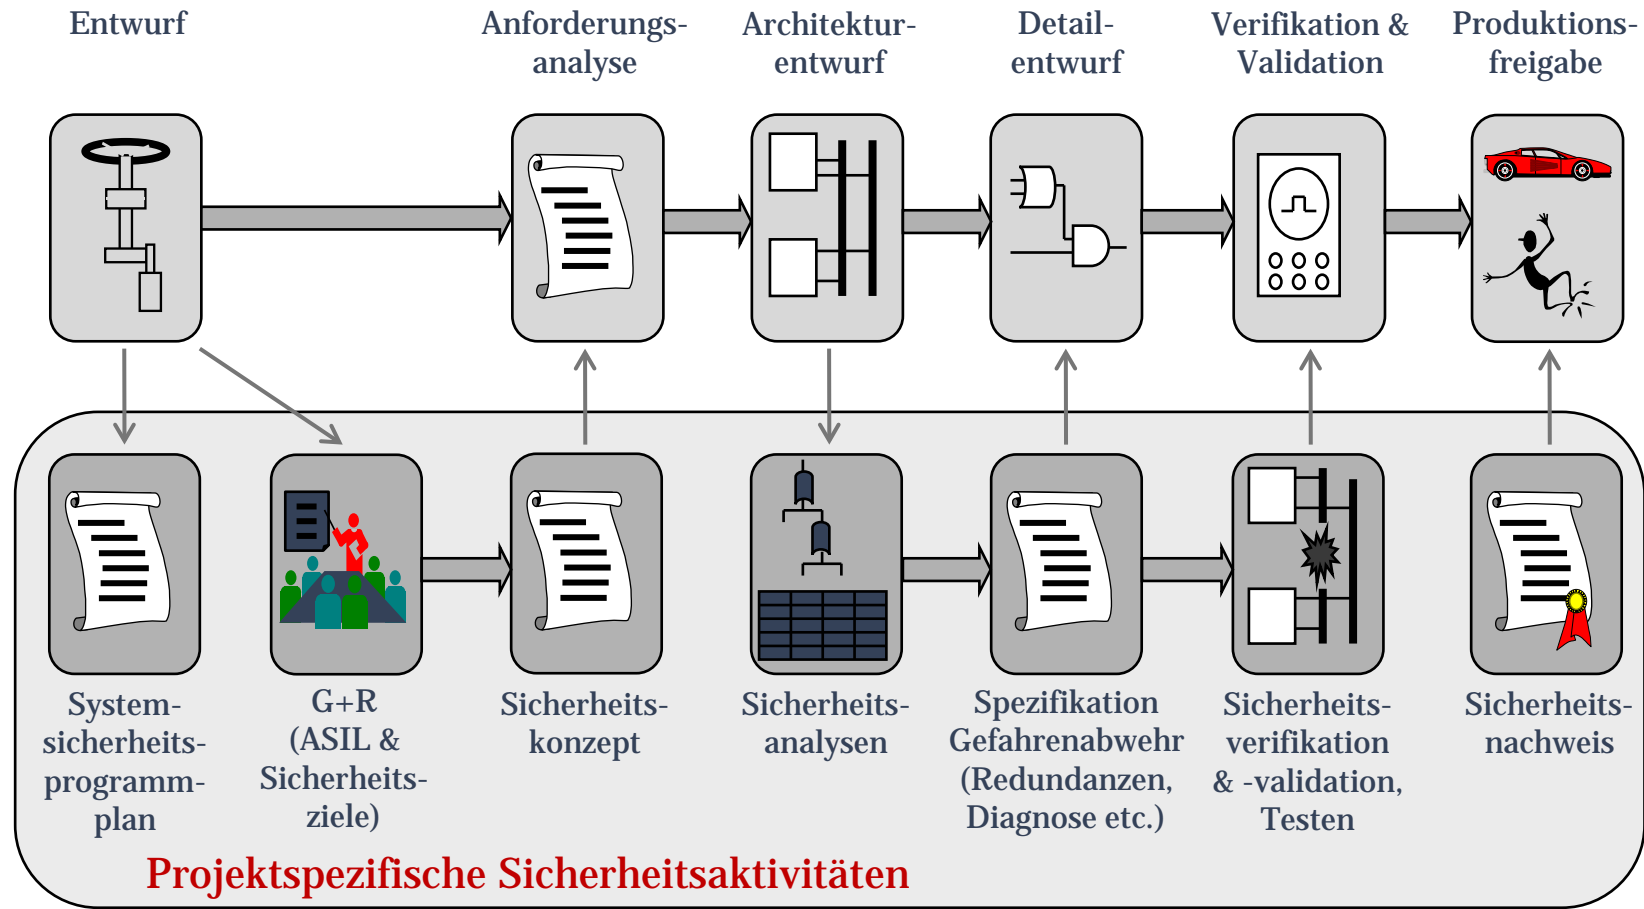 Entwurf
Anforderungs-
analyse
Architektur-
entwurf
Detail-
entwurf
Verifikation &
Validation
Produktions-
freigabe
System-
sicherheits-
programm-
plan
G+R
(ASIL &
Sicherheits-
ziele)
Sicherheits-
konzept
Sicherheits-
analysen
Spezifikation
Gefahrenabwehr
(Redundanzen,
Diagnose etc.)
Sicherheits-
verifikation
& -validation,
Testen
Sicherheits-
nachweis
Projektspezifische Sicherheitsaktivitäten